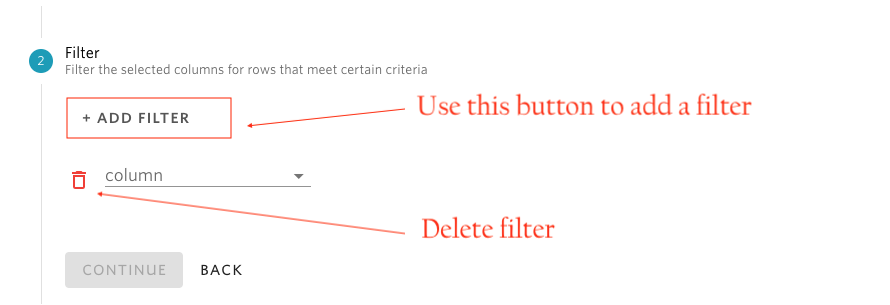 2 Filter
Filter the selected columns for rows that meet certain criteria
+ ADD FILTER
Use this button to add a filter
column
Delete filter
CONTINUE BACK